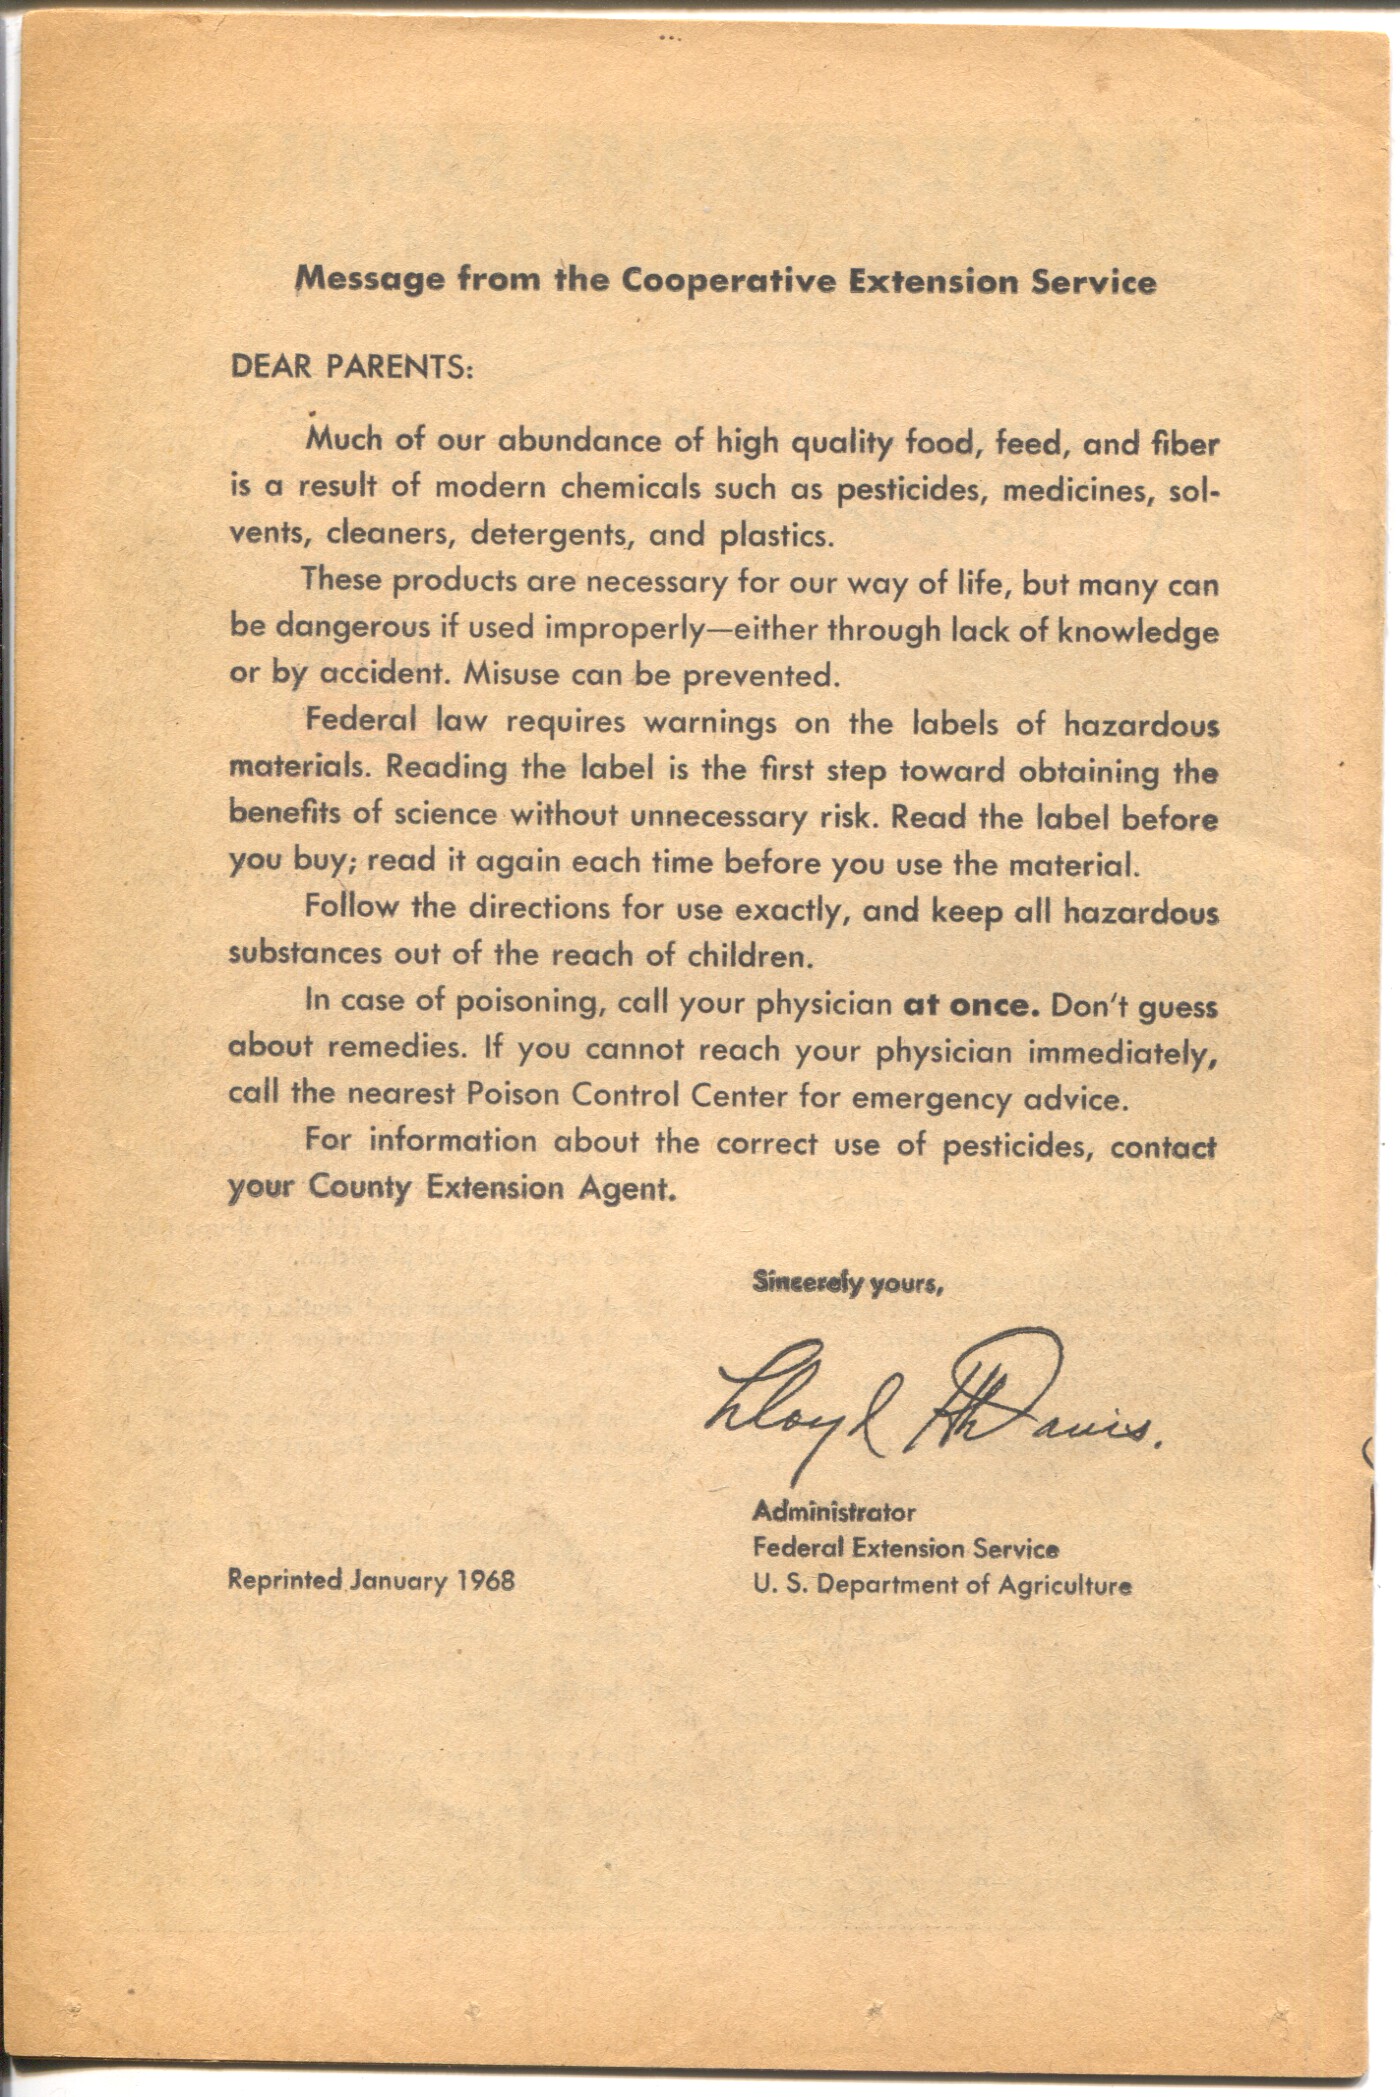 Message from the Cooperative Extension Service
DEAR PARENTS:
Much of our abundance of high quality food, feed, and fiber
is a result of modern chemicals such as pesticides, medicines, sol-
vents, cleaners, detergents, and plastics.
These products are necessary for our way of life, but many can
be dangerous if used improperly—either through lack of knowledge
or by accident. Misuse can be prevented.
Federal law requires warnings on the labels of hazardous
materials. Reading the label is the first step toward obtaining the
benefits of science without unnecessary risk. Read the label before
you buy; read it again each time before you use the material.
Follow the directions for use exactly, and keep all hazardous
substances out of the reach of children.
In case of poisoning, call your physician at once. Don't guess
about remedies. If you cannot reach your physician immediately,
call the nearest Poison Control Center for emergency advice.
For information about the correct use of pesticides, contact
your County Extension Agent.
Sincerely yours,
Lloyd H Davis.
Administrator
Federal Extension Service
U. S. Department of Agriculture
Reprinted January 1968